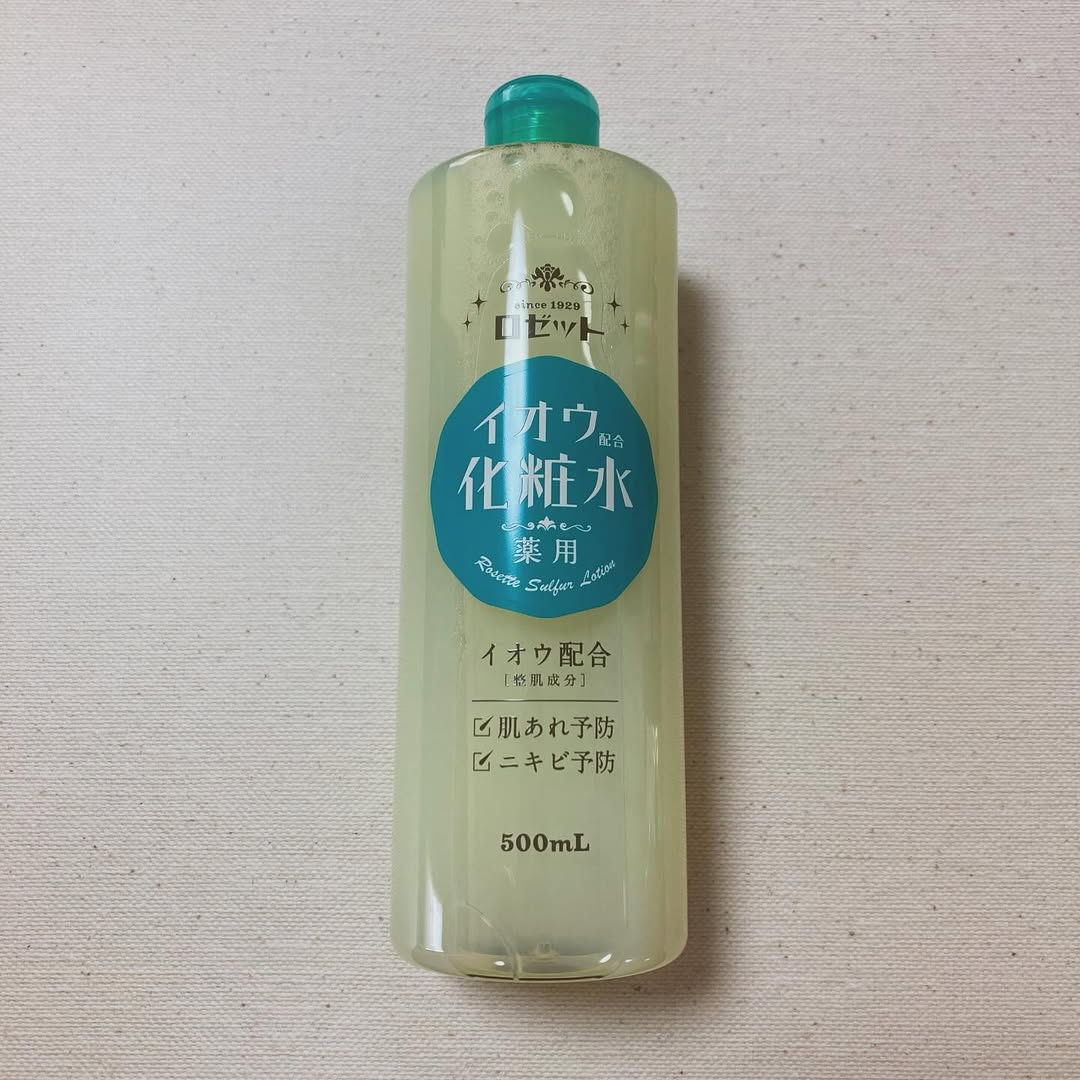 since 1929
ロゼット
イオウ配合
化粧水
薬用
Rosette Sulfur Lotion
イオウ配合
[整肌成分]
肌あれ予防
ニキビ予防
500mL